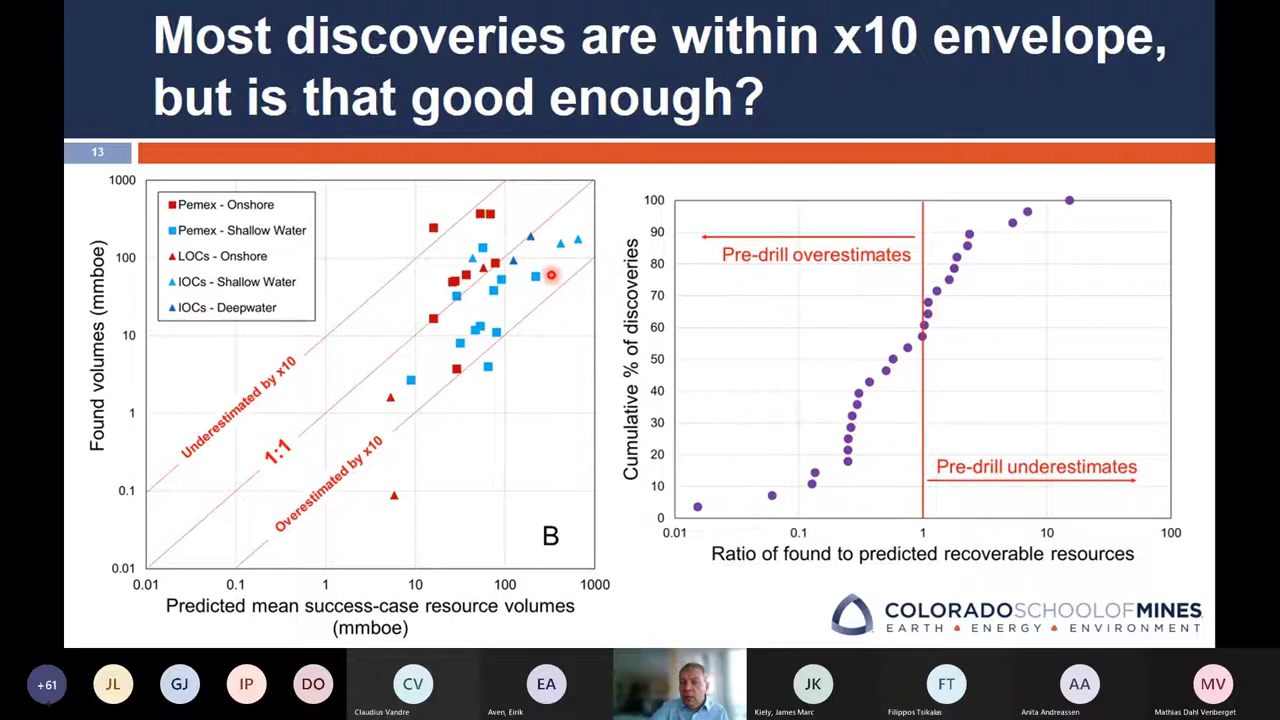 Most discoveries are within x10 envelope,
but is that good enough?
13
1000
100
10
1
0.1
0.01
Found volumes (mmboe)
Pemex - Onshore
Pemex - Shallow Water
LOCs - Onshore
IOCs - Shallow Water
IOCs - Deepwater
Underestimated by x10
1:1
Overestimated by x10
B
0.01
0.1
1
10
100
1000
Predicted mean success-case resource volumes
(mmboe)
100
90
80
70
60
50
40
30
20
10
0
Cumulative % of discoveries
Pre-drill overestimates
Pre-drill underestimates
0.01
0.1
1
10
100
Ratio of found to predicted recoverable resources
COLORADOSCHOOLOFMINES
EARTH ENERGY ENVIRONMENT
+61
JL
GJ
IP
DO
CV
Claudius Vandre
EA
Aven, Eirik
JK
Kiely, James Marc
FT
Filippos Tsikalas
AA
Anita Andreassen
MV
Mathias Dahl Venberget